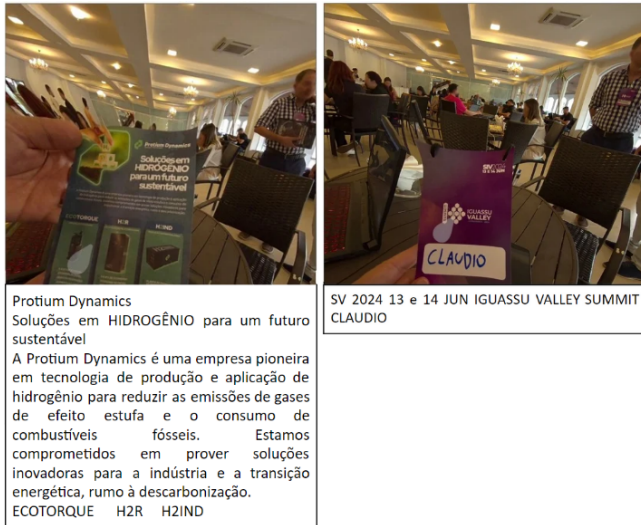 Protium Dynamics
Soluções em
HIDROGÊNIO
para um futuro
sustentável
ECOTORQUE H2R H2IND
IGUASSU
VALLEY
CLAUDIO
Protium Dynamics
Soluções em HIDROGÊNIO para um futuro
sustentável
A Protium Dynamics é uma empresa pioneira
em tecnologia de produção e aplicação de
hidrogênio para reduzir as emissões de gases
de efeito estufa e o consumo de
combustíveis fósseis. Estamos
comprometidos em prover soluções
inovadoras para a indústria e a transição
energética, rumo à descarbonização.
ECOTORQUE H2R H2IND
SV 2024 13 e 14 JUN IGUASSU VALLEY SUMMIT
CLAUDIO